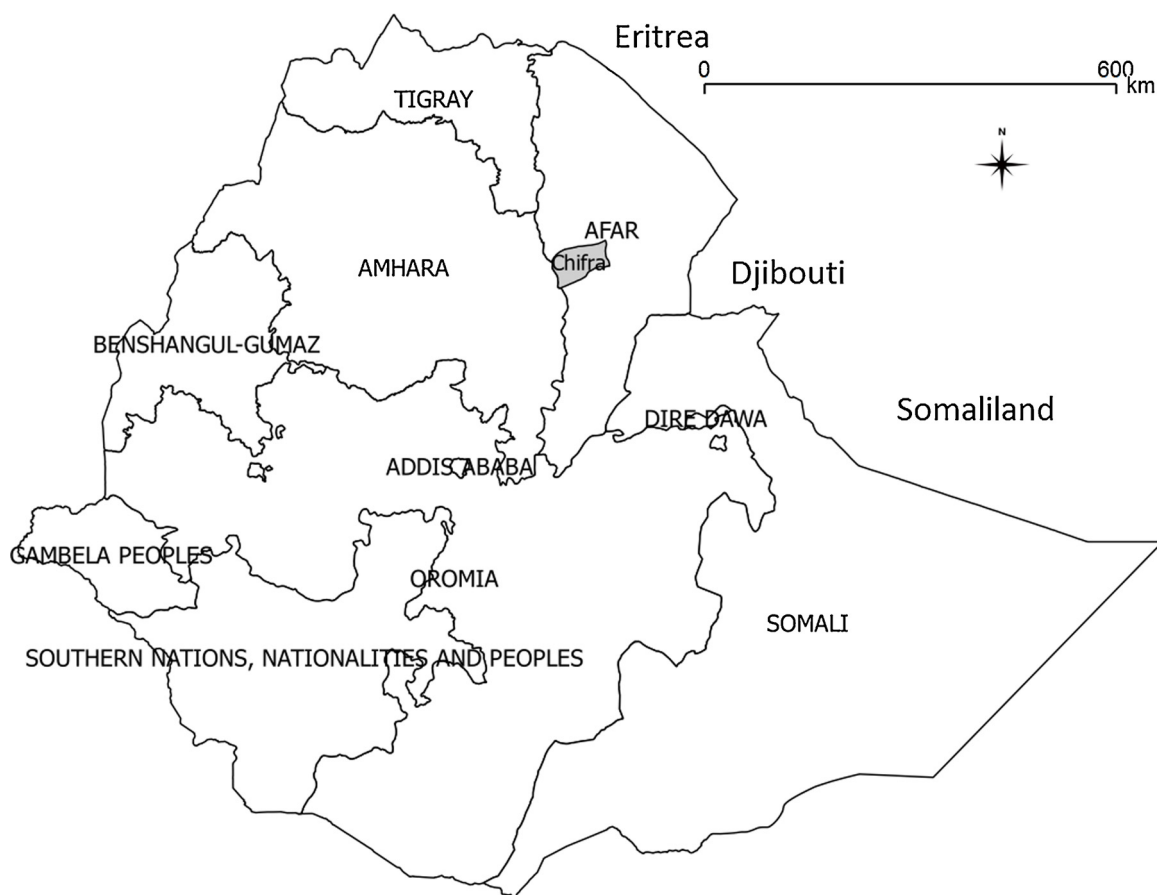 Eritrea
0
600
km
TIGRAY
N
AFAR
Chifra
AMHARA
Djibouti
BENSHANGUL-GUMAZ
Somaliland
DIRE DAWA
ADDIS ABABA
GAMBELA PEOPLES
OROMIA
SOMALI
SOUTHERN NATIONS, NATIONALITIES AND PEOPLES